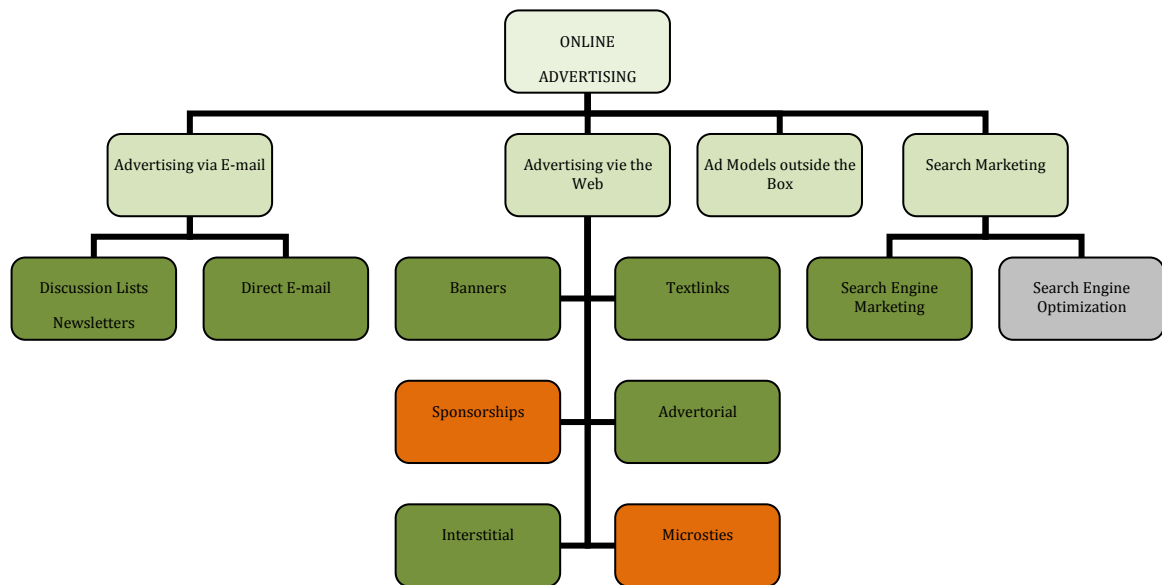 ONLINE
ADVERTISING
Advertising via E-mail
Advertising vie the
Web
Ad Models outside the
Box
Search Marketing
Discussion Lists
Newsletters
Direct E-mail
Banners
Textlinks
Search Engine
Marketing
Search Engine
Optimization
Sponsorships
Advertorial
Interstitial
Microsties